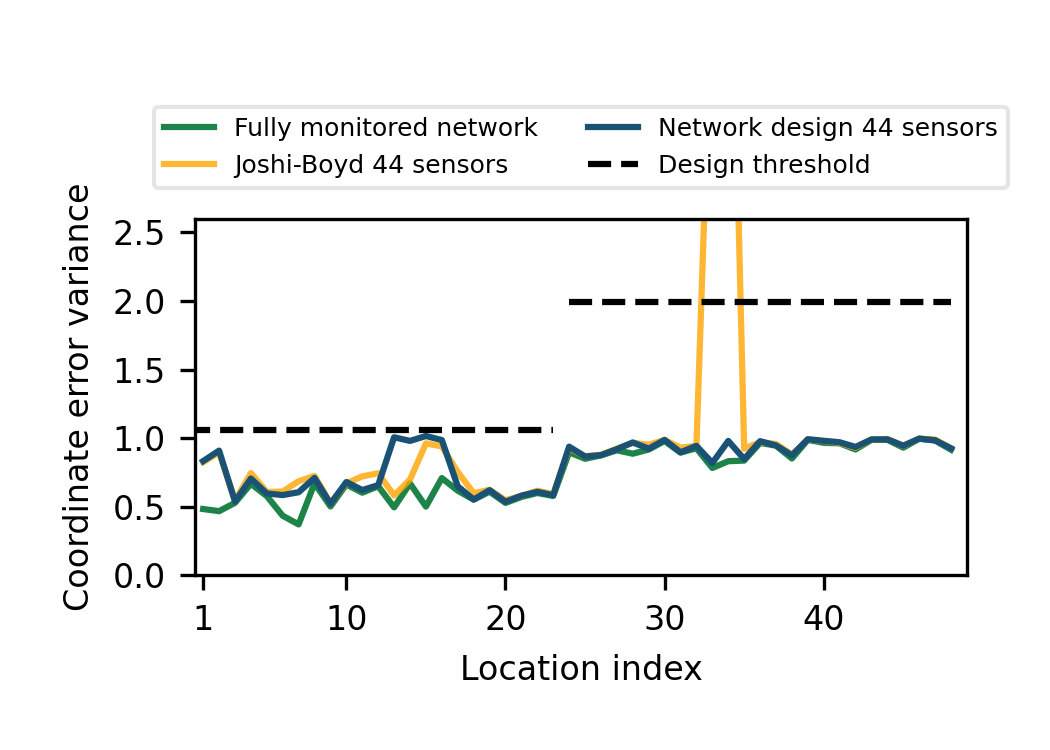 Fully monitored network
Joshi-Boyd 44 sensors
Network design 44 sensors
Design threshold
Coordinate error variance
2.5
2.0
1.5
1.0
0.5
0.0
1 10 20 30 40
Location index